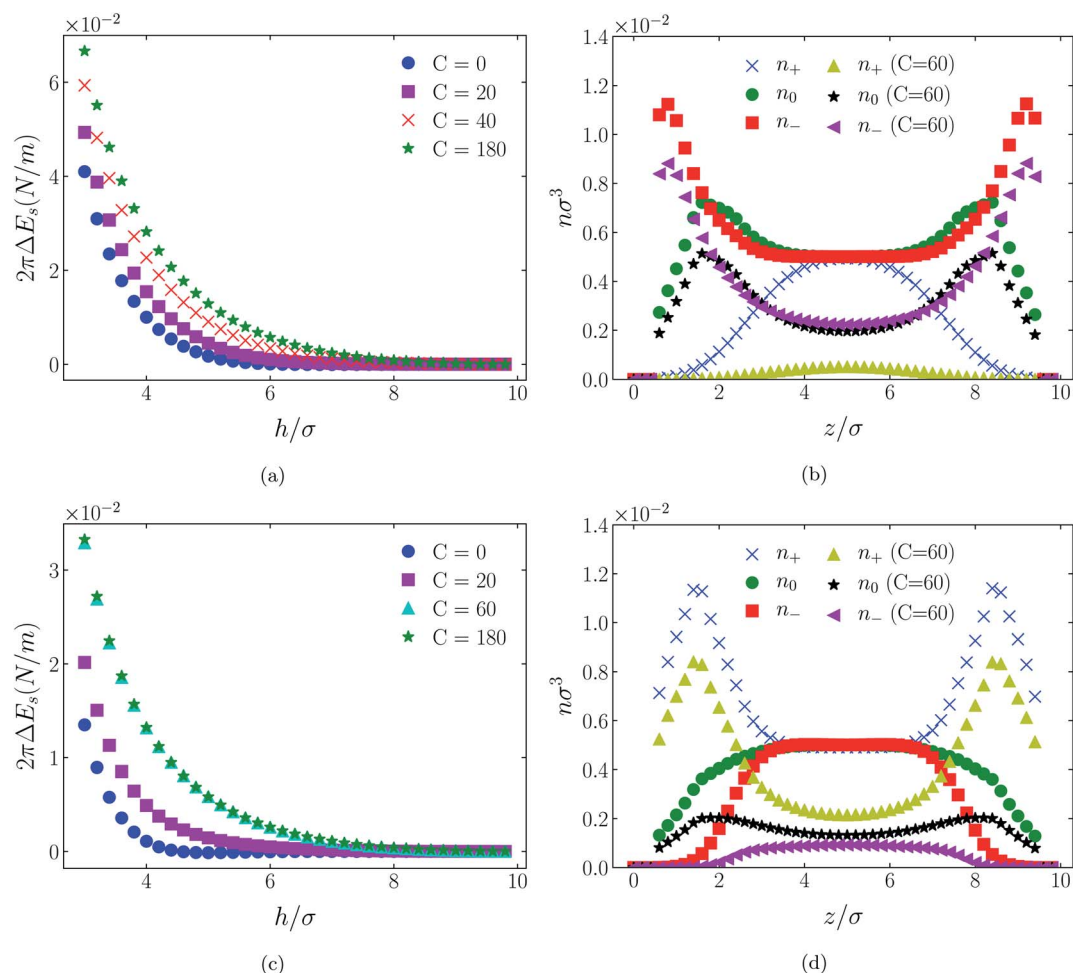 ×10⁻²
6
4
2
0
2πΔE_s(N/m)
C = 0
C = 20
C = 40
C = 180
4
6
8
10
h/σ
(a)
×10⁻²
1.4
1.2
1.0
0.8
0.6
0.4
0.2
0.0
nσ³
n₊
n₀
n₋
n₊ (C=60)
n₀ (C=60)
n₋ (C=60)
0
2
4
6
8
10
z/σ
(b)
×10⁻²
3
2
1
0
2πΔE_s(N/m)
C = 0
C = 20
C = 60
C = 180
4
6
8
10
h/σ
(c)
×10⁻²
1.4
1.2
1.0
0.8
0.6
0.4
0.2
0.0
nσ³
n₊
n₀
n₋
n₊ (C=60)
n₀ (C=60)
n₋ (C=60)
0
2
4
6
8
10
z/σ
(d)